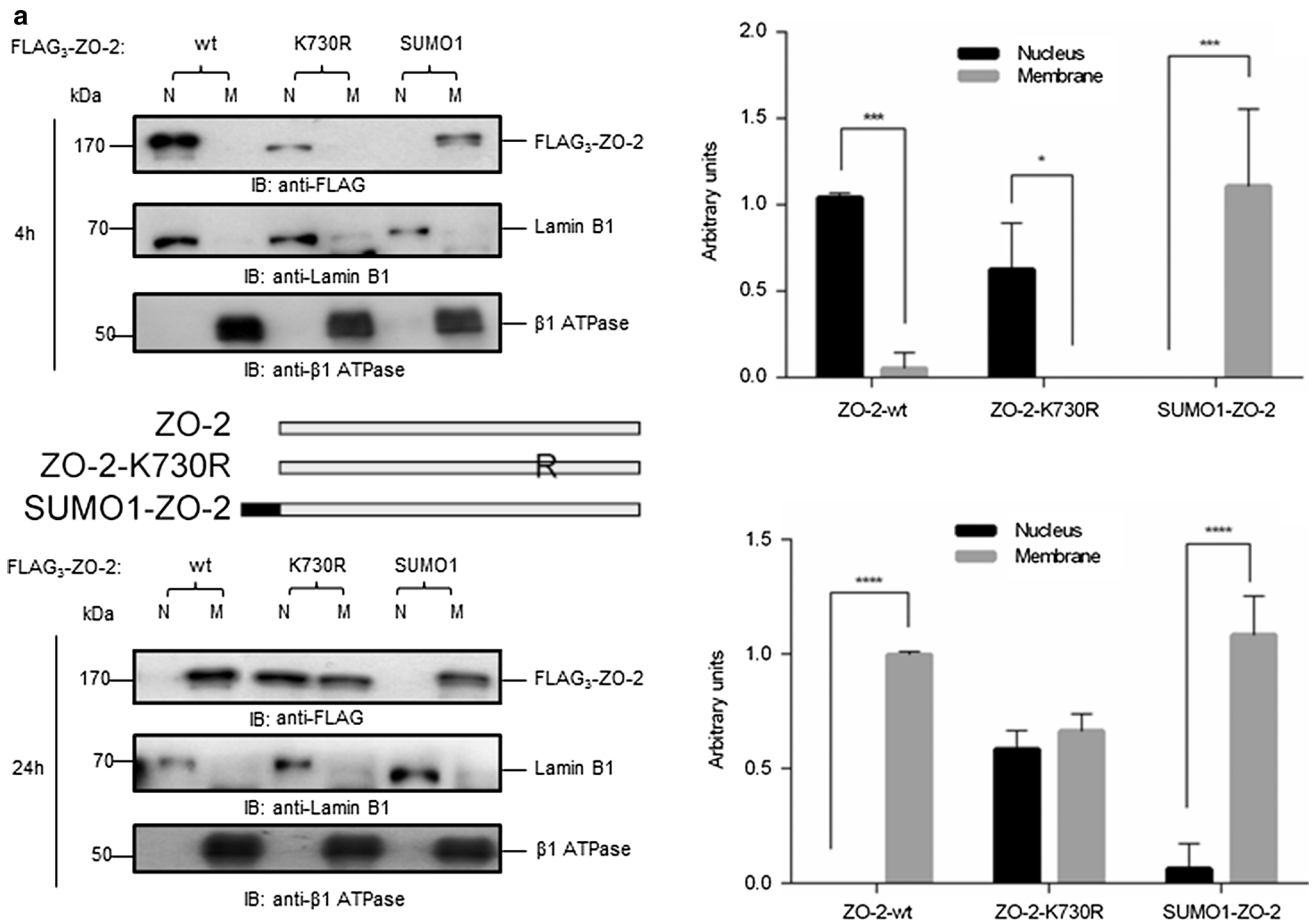 a
FLAG3-ZO-2: wt K730R SUMO1
kDa N M N M N M
4h
170 FLAG3-ZO-2
IB: anti-FLAG
70 Lamin B1
IB: anti-Lamin B1
50 β1 ATPase
IB: anti-β1 ATPase
ZO-2
ZO-2-K730R R
SUMO1-ZO-2
FLAG3-ZO-2: wt K730R SUMO1
kDa N M N M N M
24h
170 FLAG3-ZO-2
IB: anti-FLAG
70 Lamin B1
IB: anti-Lamin B1
50 β1 ATPase
IB: anti-β1 ATPase
Arbitrary units
2.0
1.5
1.0
0.5
0.0
Nucleus
Membrane
***
*
***
ZO-2-wt ZO-2-K730R SUMO1-ZO-2
Arbitrary units
1.5
1.0
0.5
0.0
Nucleus
Membrane
****
****
ZO-2-wt ZO-2-K730R SUMO1-ZO-2